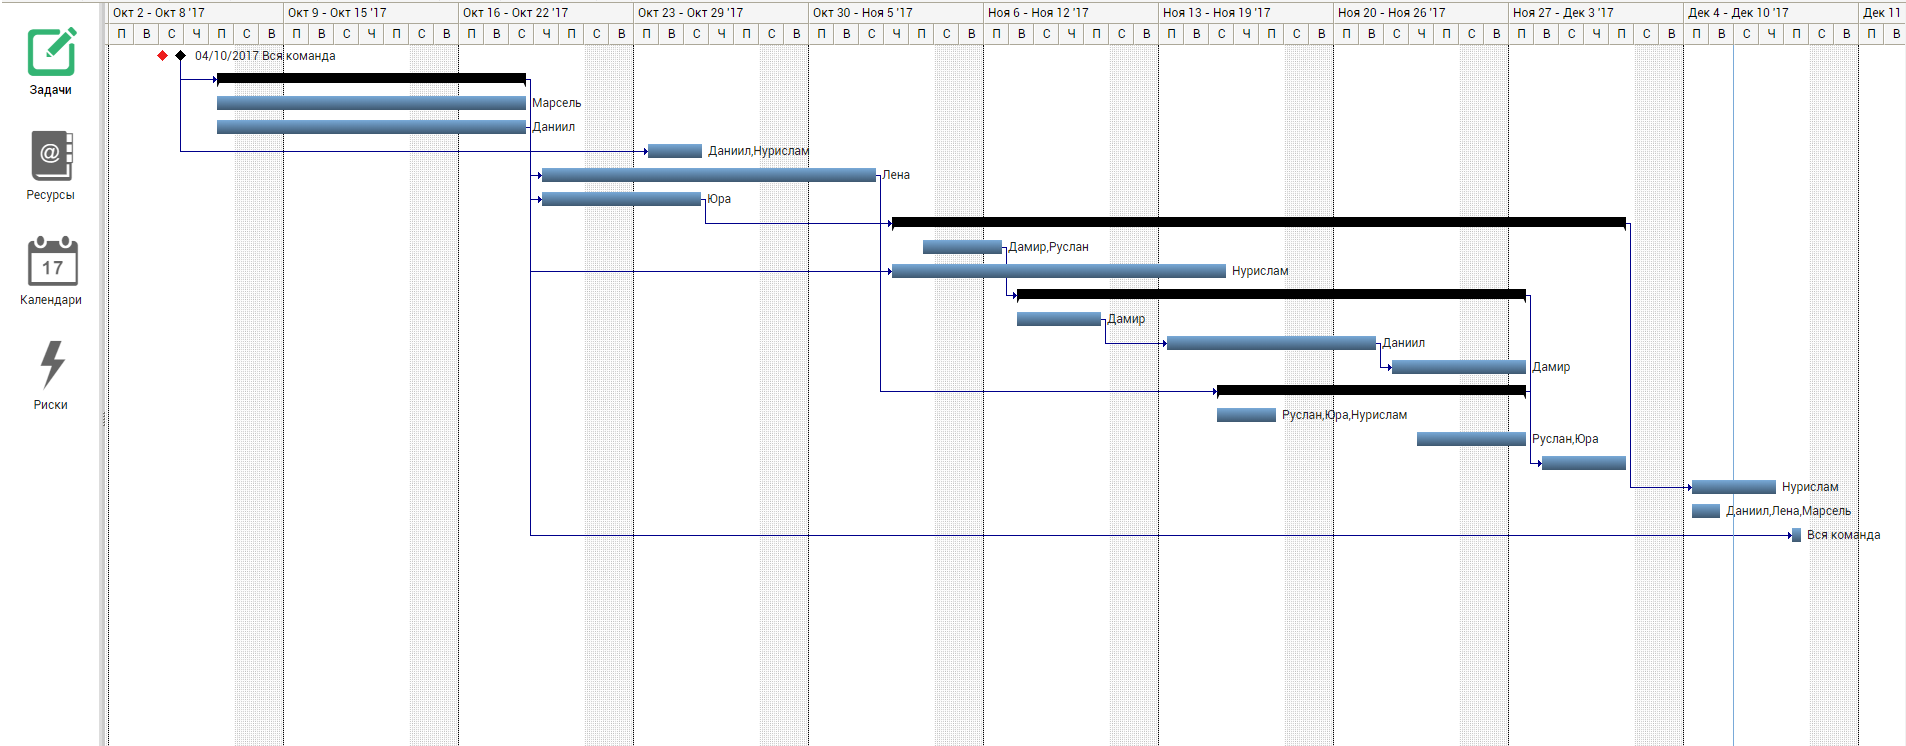 Окт 2 - Окт 8 '17 Окт 9 - Окт 15 '17 Окт 16 - Окт 22 '17 Окт 23 - Окт 29 '17 Окт 30 - Ноя 5 '17 Ноя 6 - Ноя 12 '17 Ноя 13 - Ноя 19 '17 Ноя 20 - Ноя 26 '17 Ноя 27 - Дек 3 '17 Дек 4 - Дек 10 '17 Дек 11
П В С Ч П С В П В С Ч П С В П В С Ч П С В П В С Ч П С В П В С Ч П С В П В С Ч П С В П В С Ч П С В П В С Ч П С В П В С Ч П С В П В С Ч П С В П В
04/10/2017 Вся команда
Задачи
Марсель
Даниил
@
Даниил,Нурислам
Лена
Ресурсы
Юра
Дамир,Руслан
17
Нурислам
Календари
Дамир
Даниил
Дамир
Риски
Руслан,Юра,Нурислам
Руслан,Юра
Нурислам
Даниил,Лена,Марсель
Вся команда